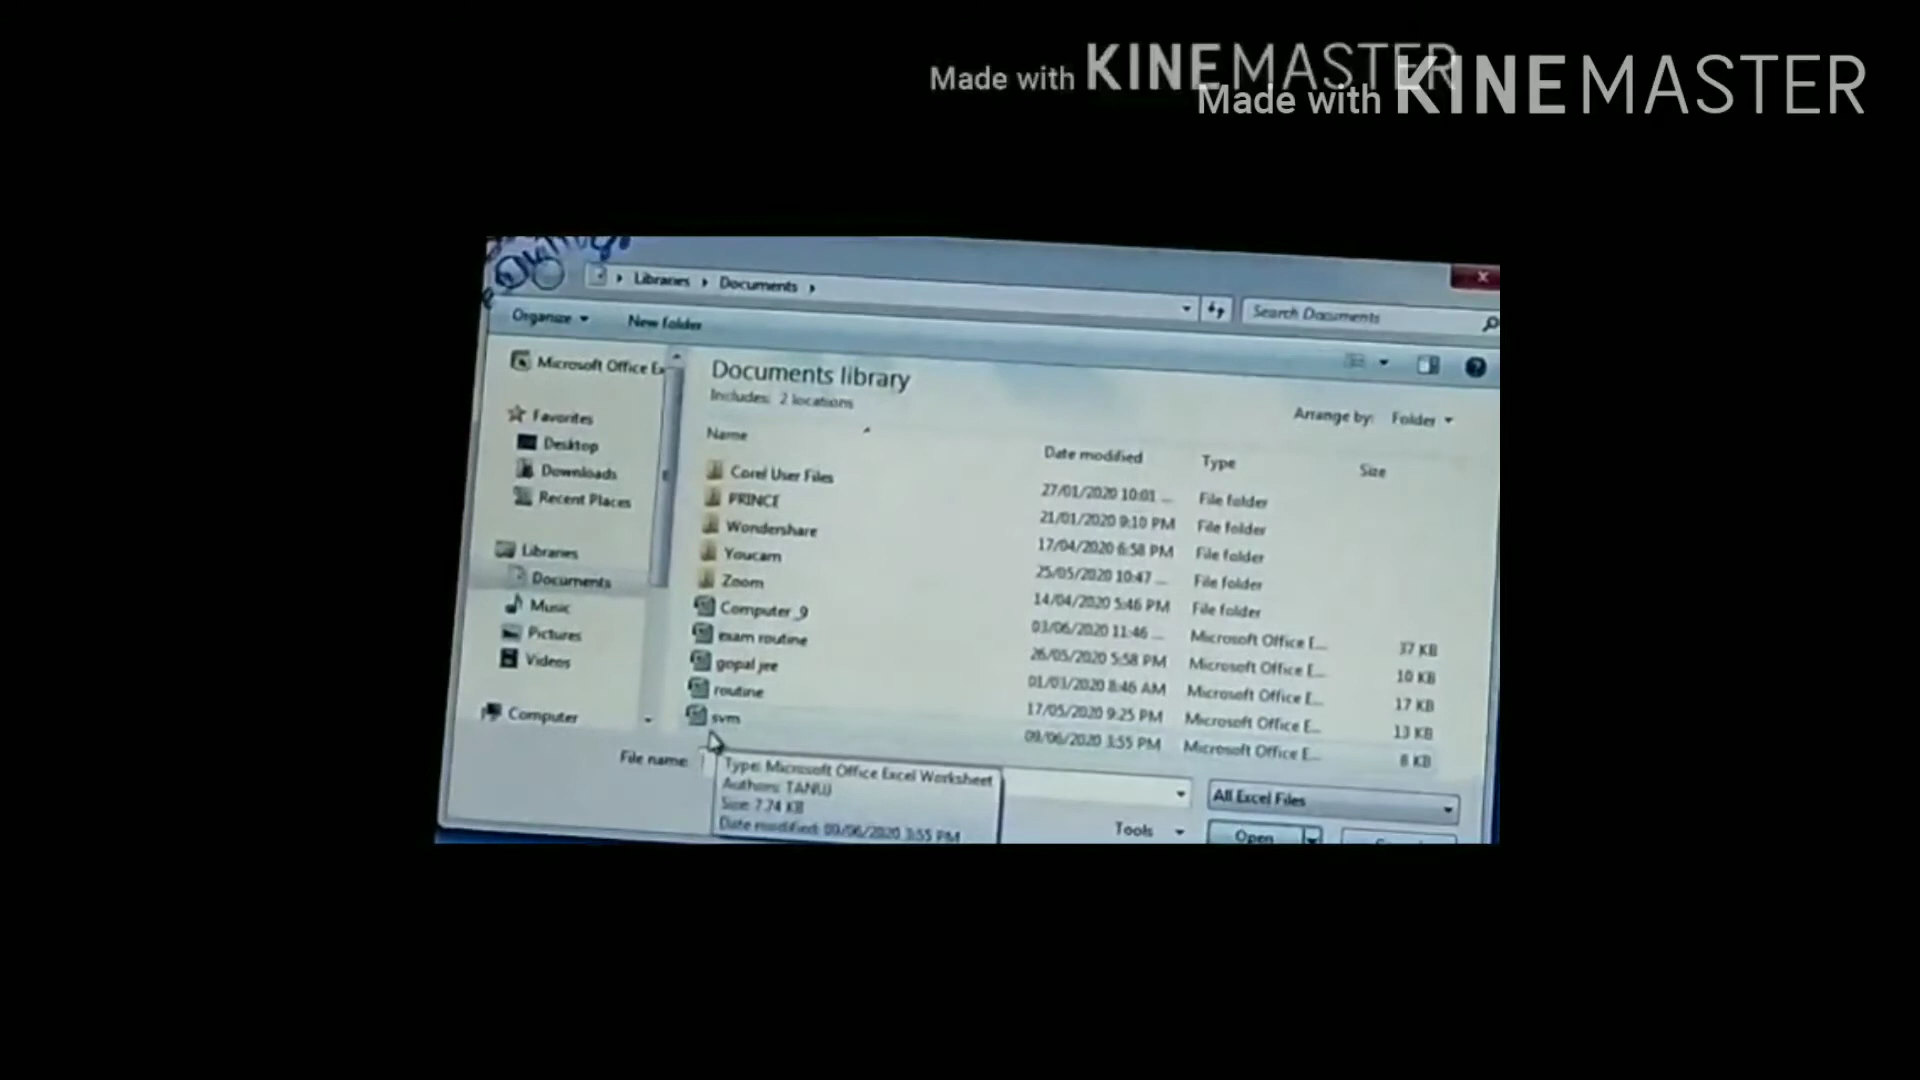 Made with KINEMASTER
Made with KINEMASTER
Libraries Documents
Search Documents
Organize New folder
Microsoft Office Ex
Favorites
Desktop
Downloads
Recent Places
Libraries
Documents
Music
Pictures
Videos
Computer
Documents library
Includes: 2 locations
Arrange by: Folder
Name Date modified Type Size
Corel User Files 27/01/2020 10:01 ... File folder
PRINCE 21/01/2020 9:10 PM File folder
Wondershare 17/04/2020 6:58 PM File folder
Youcam 25/05/2020 10:47 ... File folder
Zoom 14/04/2020 5:46 PM File folder
Computer_9 03/06/2020 11:46 ... Microsoft Office E... 37 KB
exam routine 26/05/2020 5:58 PM Microsoft Office E... 10 KB
gopal jee 01/03/2020 8:46 AM Microsoft Office E... 17 KB
routine 17/05/2020 9:25 PM Microsoft Office E... 13 KB
svm 09/06/2020 3:55 PM Microsoft Office E... 8 KB
File name:
Type: Microsoft Office Excel Worksheet
Authors: TANUJ
Size: 7.74 KB
Date modified: 09/06/2020 3:55 PM
All Excel Files
Tools Open